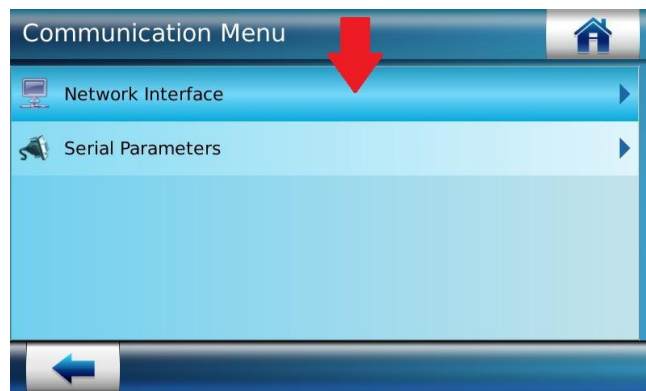 Communication Menu
Network Interface
Serial Parameters